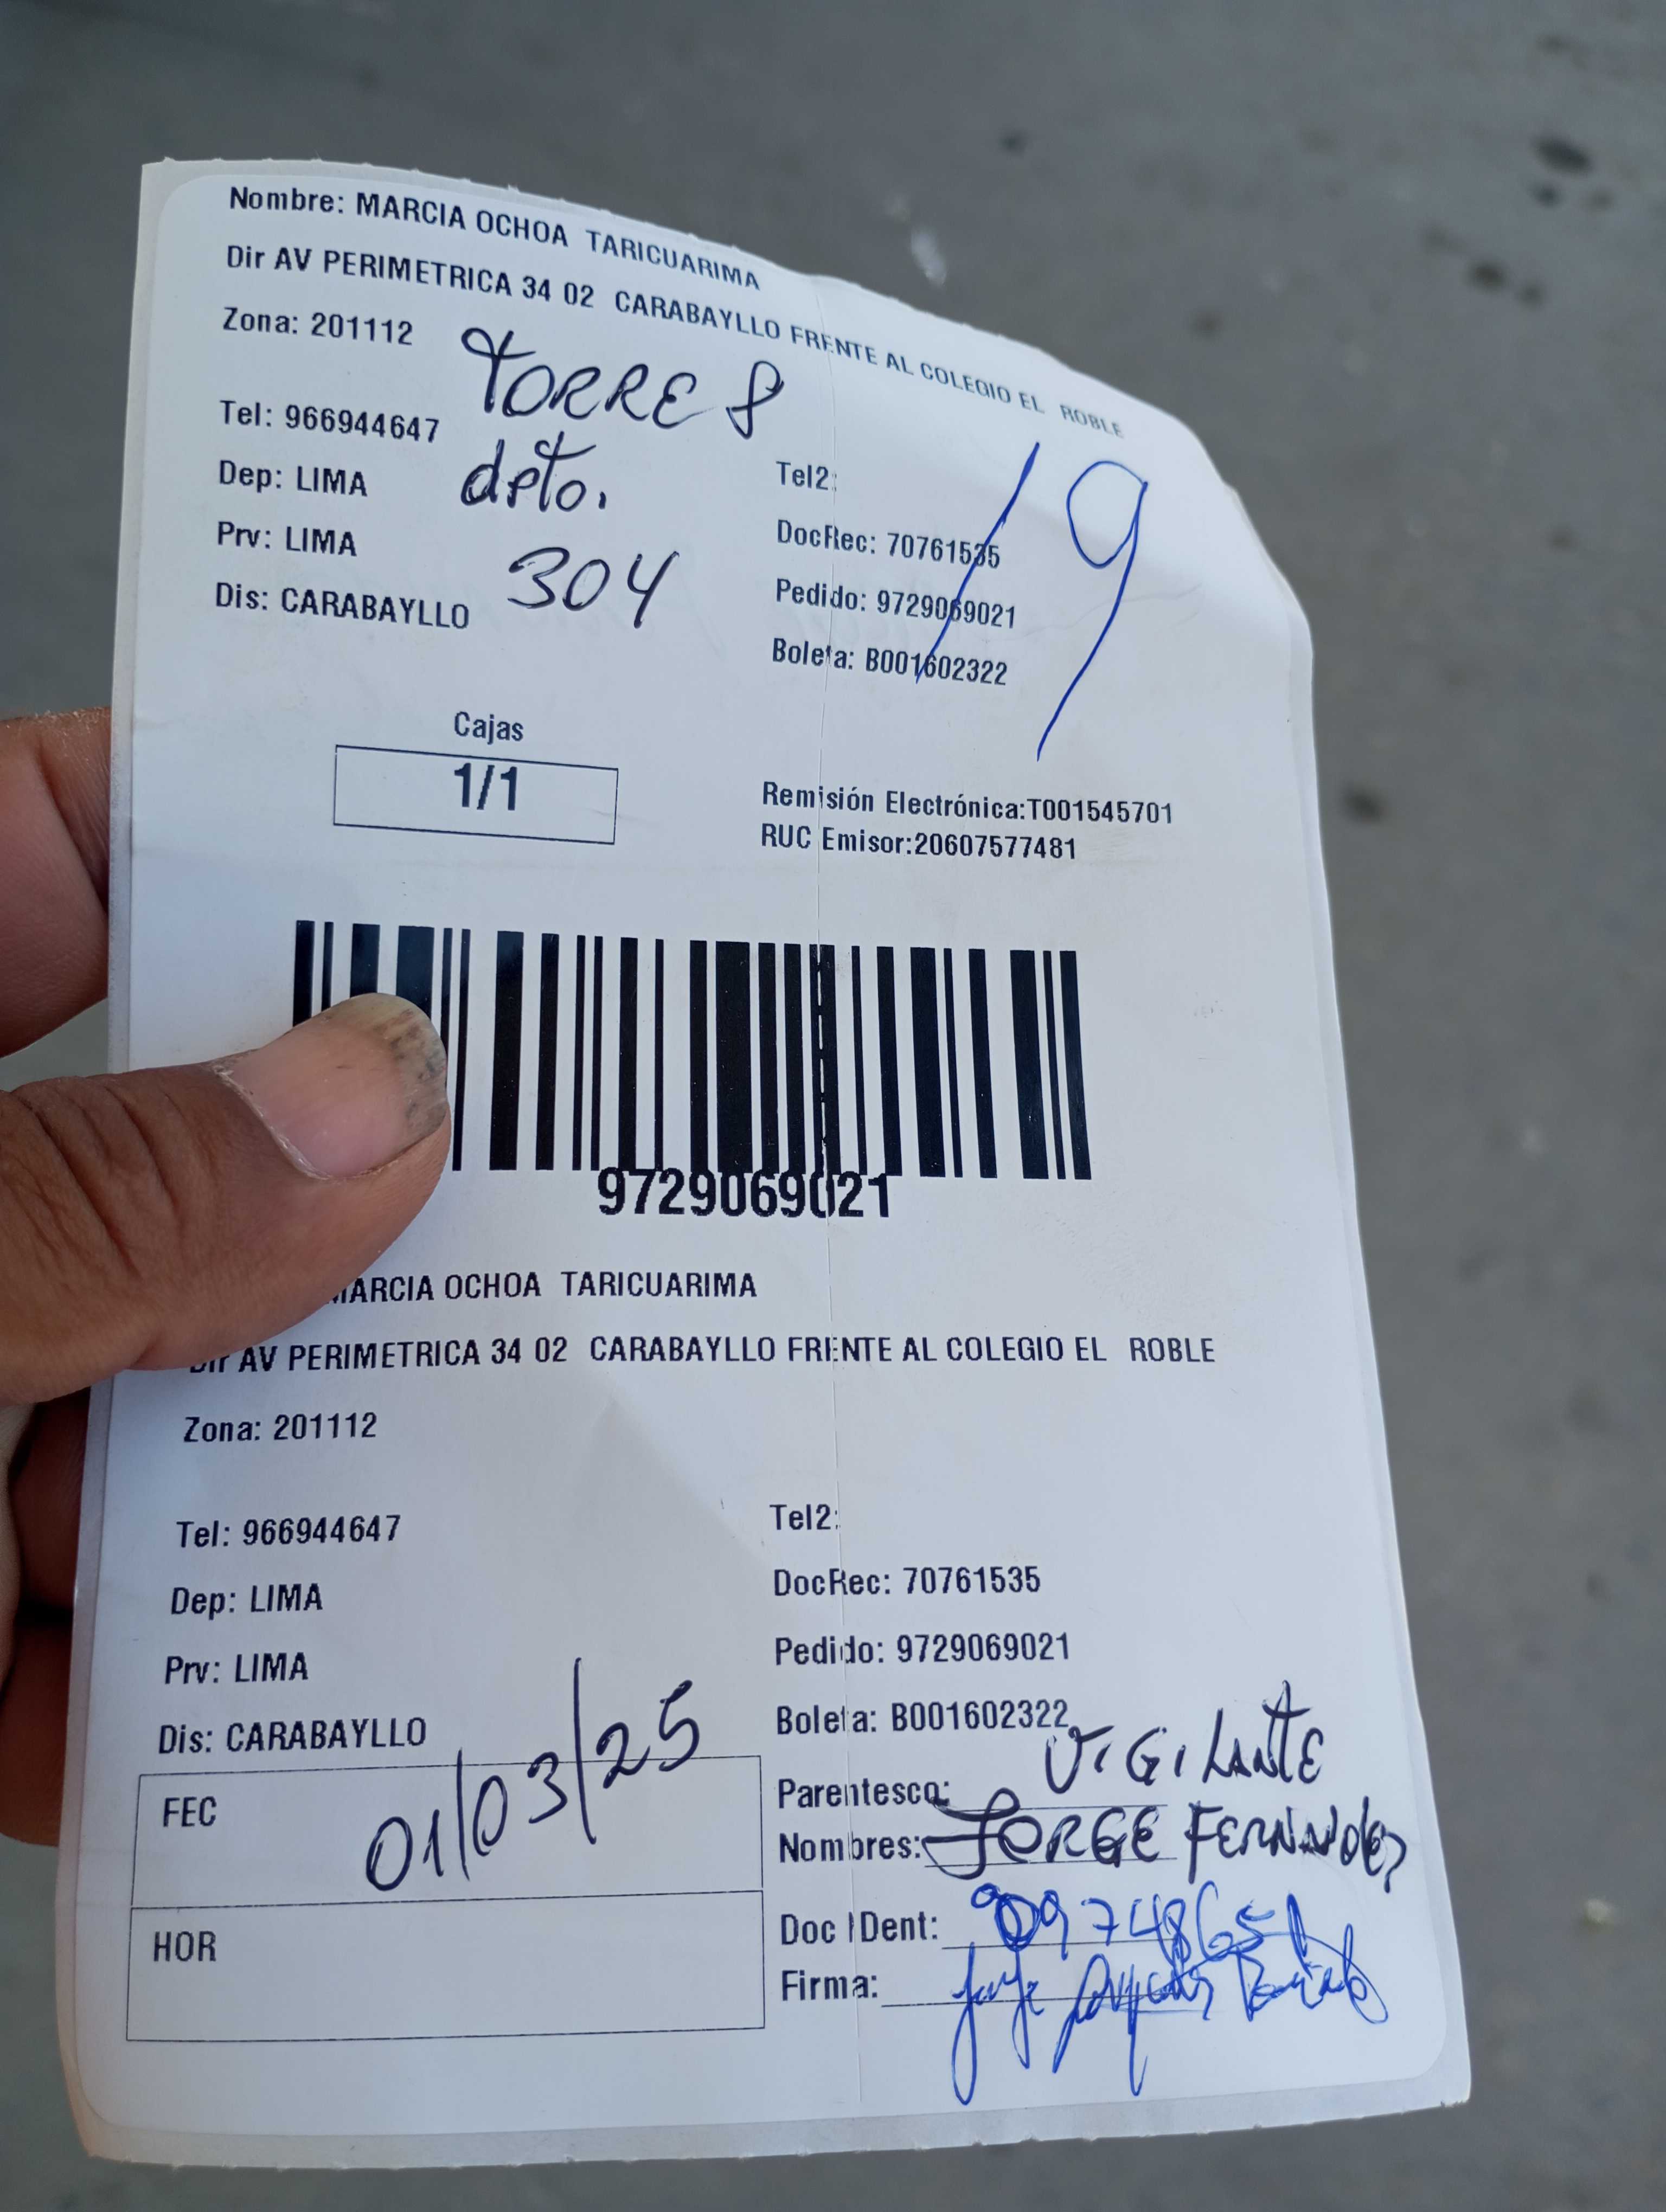 Nombre: MARCIA OCHOA TARICUARIMA
Dir AV PERIMETRICA 34 02 CARABAYLLO FRENTE AL COLEGIO EL ROBLE
Zona: 201112
TORRE 8
Tel: 966944647
dpto.
304
Dep: LIMA
Prv: LIMA
Dis: CARABAYLLO
Tel2:
DocRec: 70761535
Pedido: 9729069021
Boleta: B001602322
19
Cajas
1/1
Remisión Electrónica:T001545701
RUC Emisor:20607577481
9729069021
MARCIA OCHOA TARICUARIMA
Dir AV PERIMETRICA 34 02 CARABAYLLO FRENTE AL COLEGIO EL ROBLE
Zona: 201112
Tel: 966944647
Dep: LIMA
Prv: LIMA
Dis: CARABAYLLO
Tel2:
DocRec: 70761535
Pedido: 9729069021
Boleta: B001602322
FEC 01/03/25
HOR
Parentesco: ViGiLANTE
Nombres: JORGE FERNANDEZ
Doc IDent:
Firma: